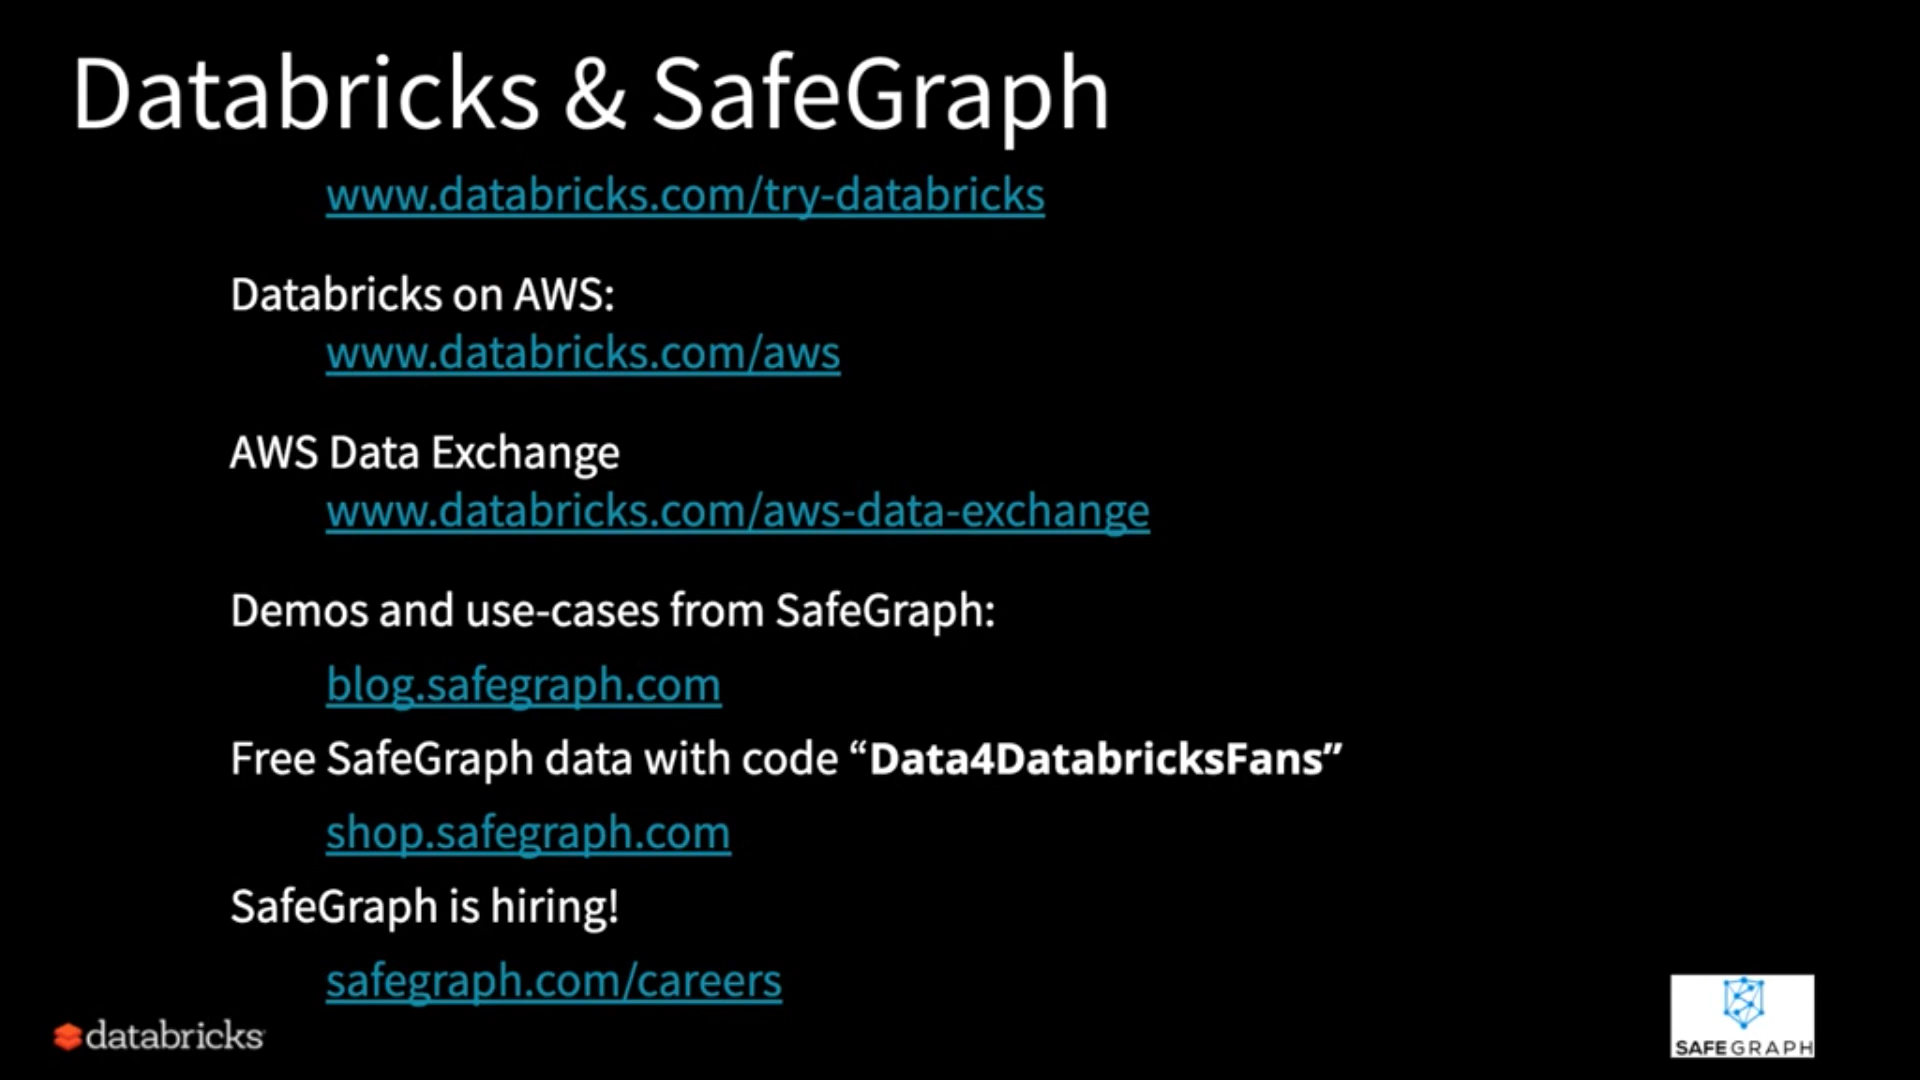 Databricks & SafeGraph
www.databricks.com/try-databricks
Databricks on AWS:
www.databricks.com/aws
AWS Data Exchange
www.databricks.com/aws-data-exchange
Demos and use-cases from SafeGraph:
blog.safegraph.com
Free SafeGraph data with code “Data4DatabricksFans”
shop.safegraph.com
SafeGraph is hiring!
safegraph.com/careers
databricks
SAFEGRAPH